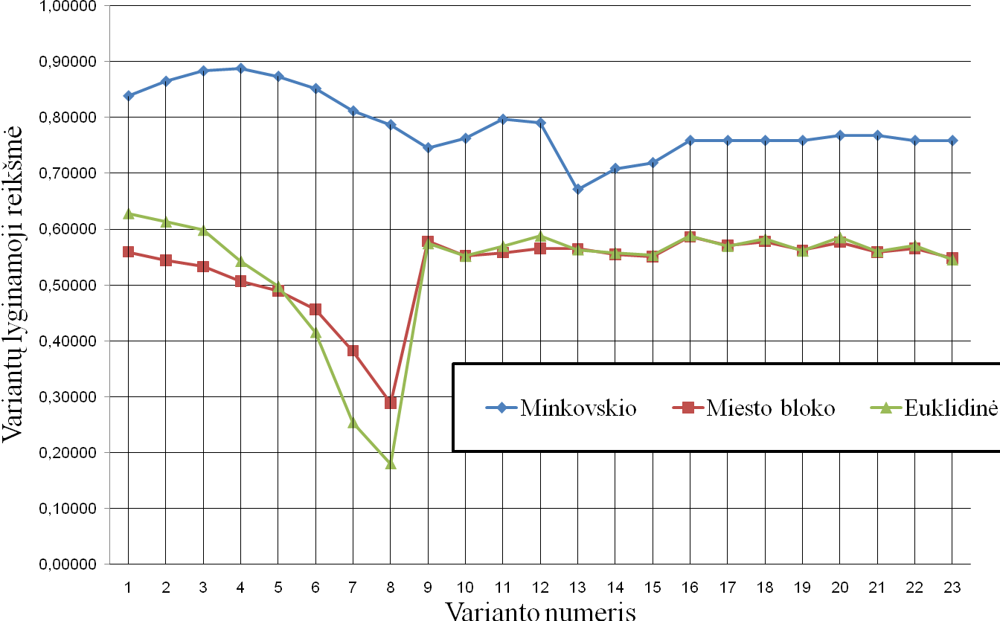 1,00000
0,90000
0,80000
0,70000
0,60000
0,50000
0,40000
0,30000
0,20000
0,10000
0,00000
Variantų lyginamoji reikšmė
Minkovskio Miesto bloko Euklidinė
1 2 3 4 5 6 7 8 9 10 11 12 13 14 15 16 17 18 19 20 21 22 23
Varianto numeris